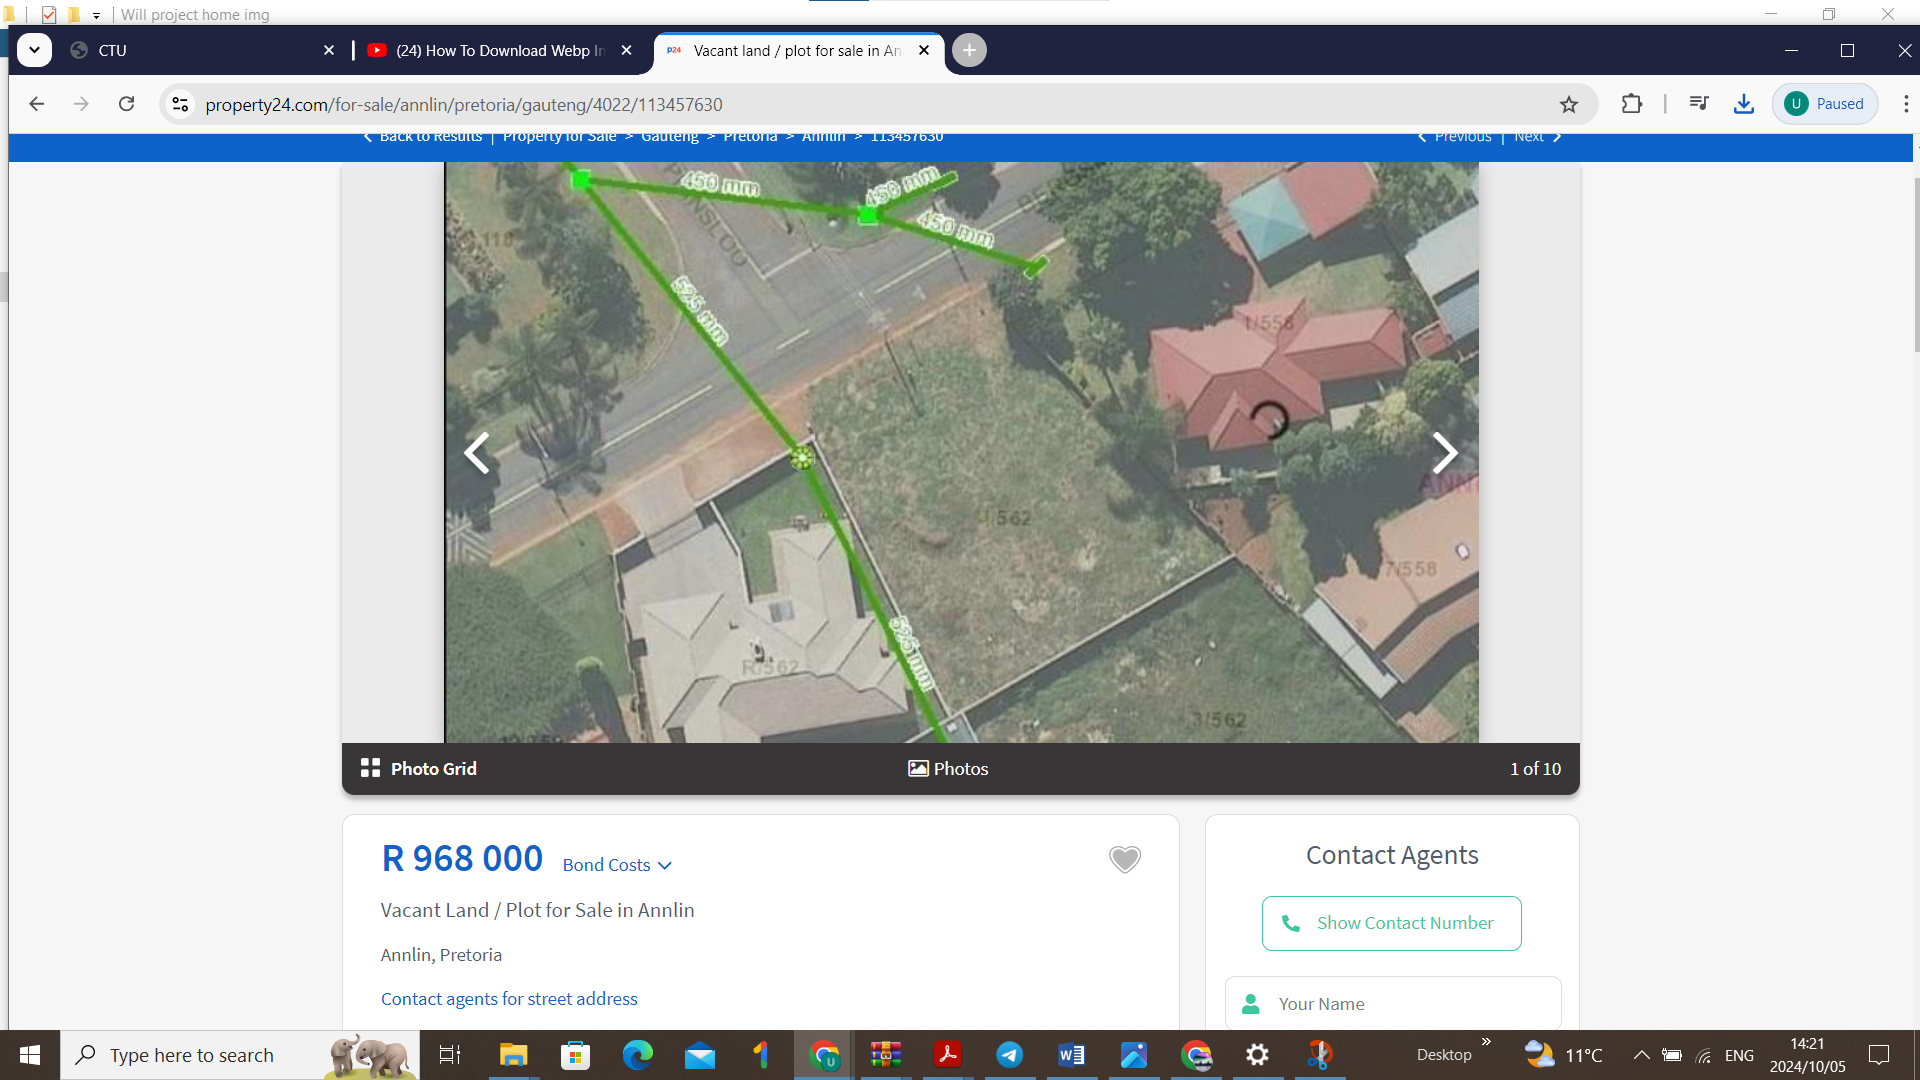 Will project home img
CTU
(24) How To Download Webp In
P24 Vacant land / plot for sale in An
property24.com/for-sale/annlin/pretoria/gauteng/4022/113457630
U Paused
Back to Results | Property for Sale > Gauteng > Pretoria > Annlin > 113457630
Previous | Next
450 mm
450 mm
450 mm
525 mm
1/558
ANN
7/558
R/562
525 mm
3/562
Photo Grid
Photos
1 of 10
R 968 000 Bond Costs
Vacant Land / Plot for Sale in Annlin
Annlin, Pretoria
Contact agents for street address
Contact Agents
Show Contact Number
Your Name
Type here to search
Desktop
11°C
ENG
14:21
2024/10/05